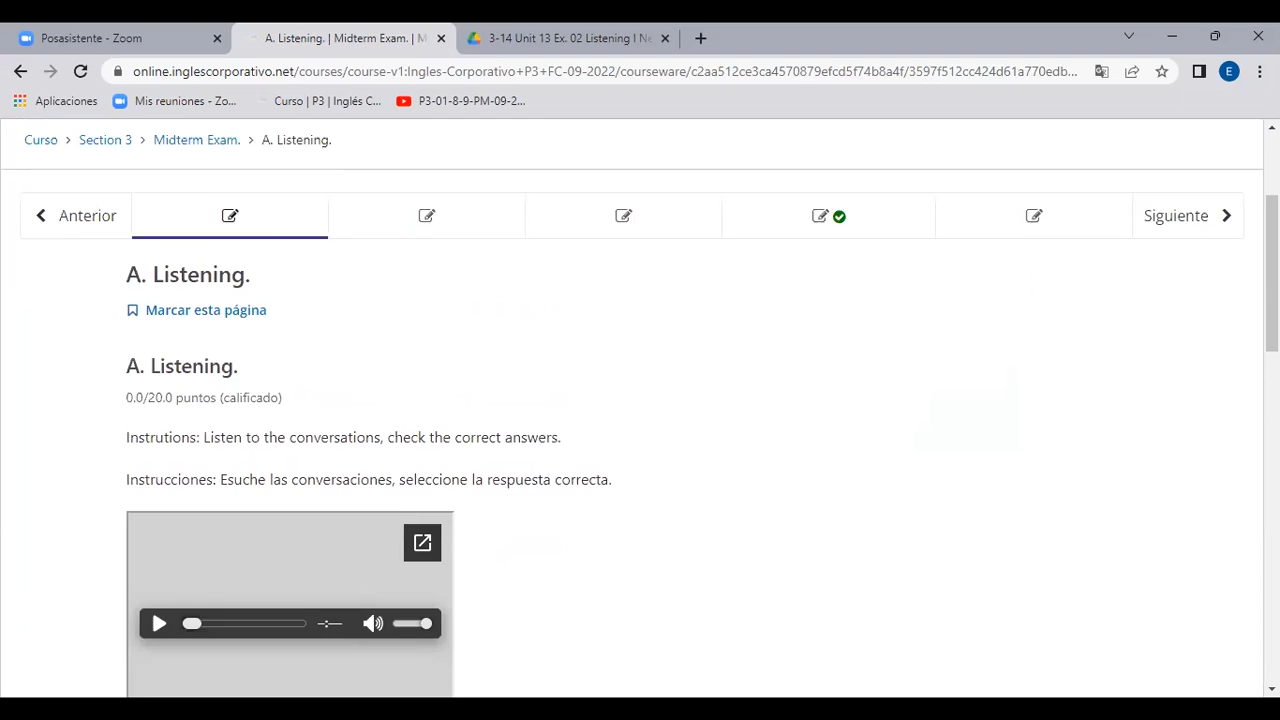 Posasistente - Zoom
A. Listening. | Midterm Exam. | M
3-14 Unit 13 Ex. 02 Listening I Ne
online.inglescorporativo.net/courses/course-v1:Ingles-Corporativo+P3+FC-09-2022/courseware/c2aa512ce3ca4570879efcd5f74b8a4f/3597f512cc424d61a770edb...
E
Aplicaciones
Mis reuniones - Zo...
Curso | P3 | Inglés C...
P3-01-8-9-PM-09-2...
Curso > Section 3 > Midterm Exam. > A. Listening.
Anterior
Siguiente
A. Listening.
Marcar esta página
A. Listening.
0.0/20.0 puntos (calificado)
Instrutions: Listen to the conversations, check the correct answers.
Instrucciones: Esuche las conversaciones, seleccione la respuesta correcta.
-:--